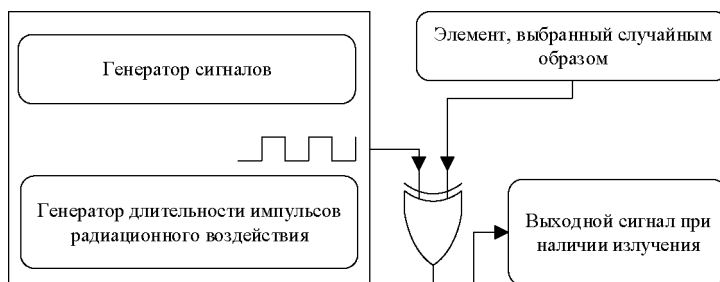 Генератор сигналов
Элемент, выбранный случайным
образом
Генератор длительности импульсов
радиационного воздействия
Выходной сигнал при
наличии излучения